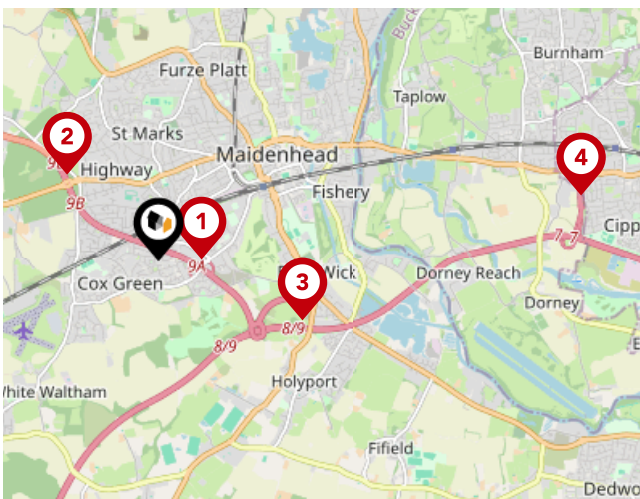 Burnham
Furze Platt
Taplow
2
St Marks
4
Maidenhead
Highway
Fishery
9B
1
Cipp
7 7
9A
Cox Green
3
Wick
Dorney Reach
Dorney
8/9
8/9
Holyport
White Waltham
Fifield
Dedwo